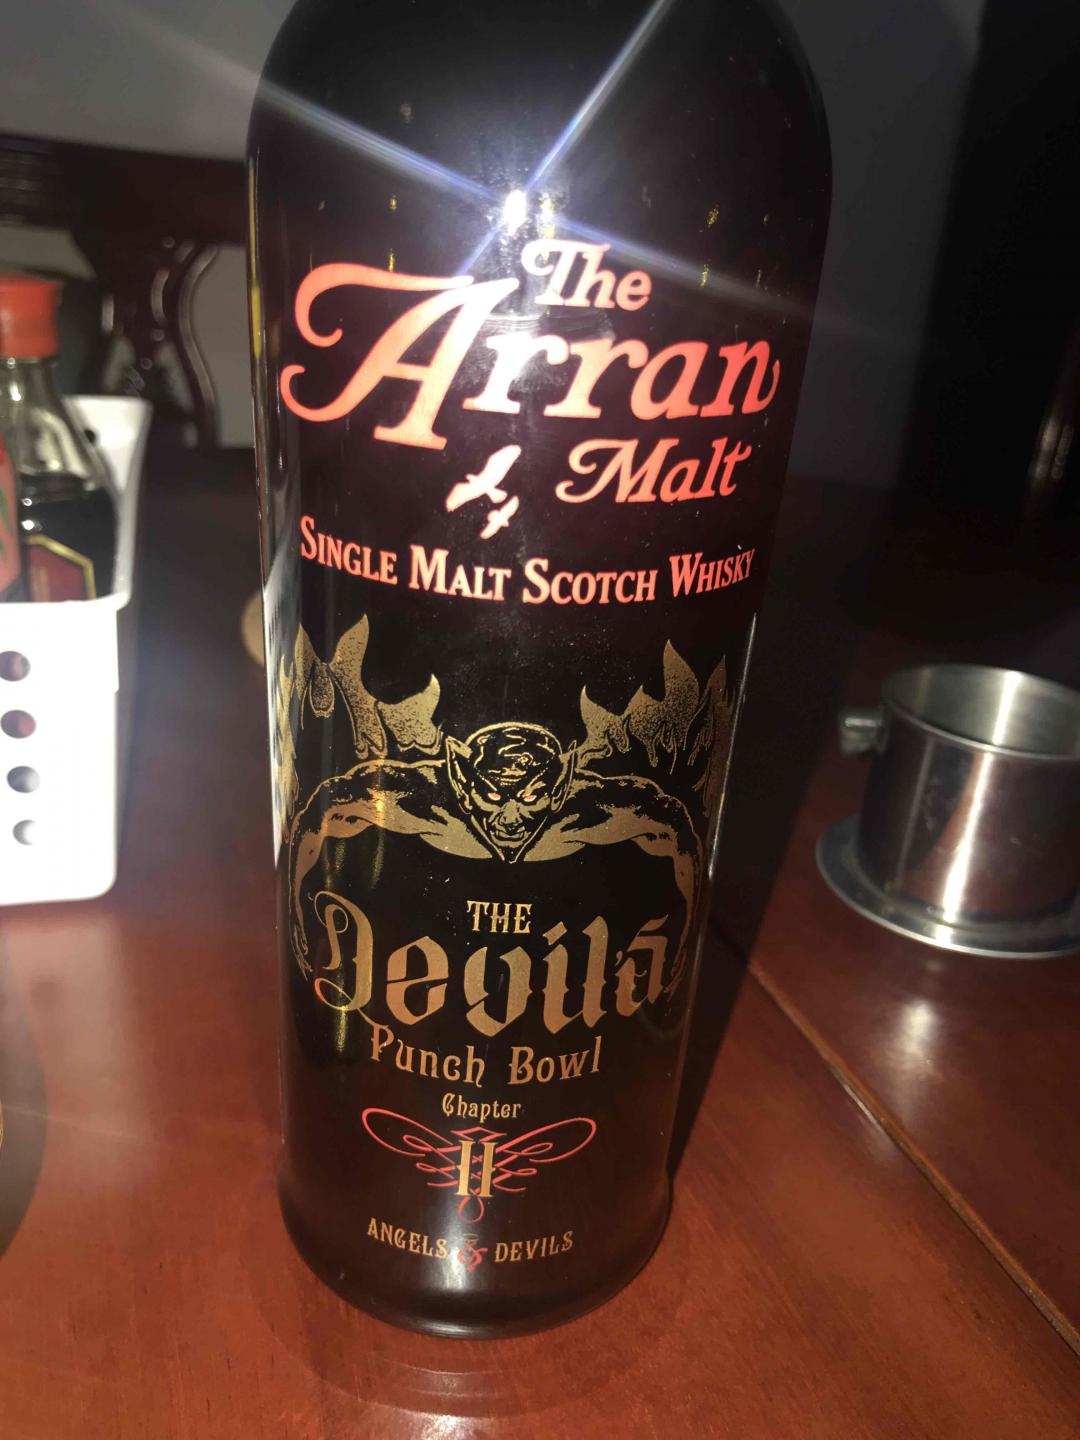 The
Arran
Malt
SINGLE MALT SCOTCH WHISKY
THE
Devil's
Punch Bowl
Chapter
II
ANGELS & DEVILS